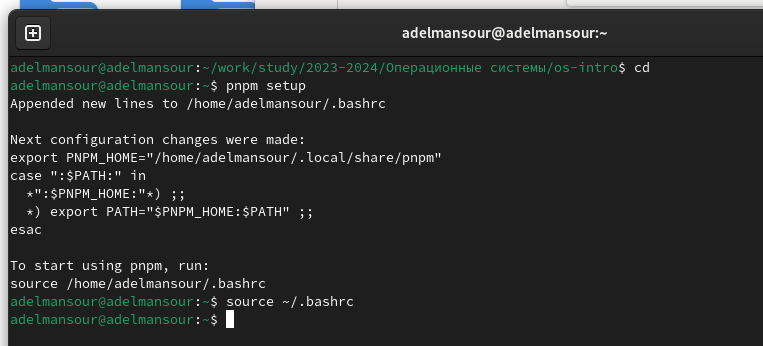 adelmansour@adelmansour:~
adelmansour@adelmansour:~/work/study/2023-2024/Операционные системы/os-intro$ cd
adelmansour@adelmansour:~$ pnpm setup
Appended new lines to /home/adelmansour/.bashrc
Next configuration changes were made:
export PNPM_HOME="/home/adelmansour/.local/share/pnpm"
case ":$PATH:" in
  *":$PNPM_HOME:"*) ;;
  *) export PATH="$PNPM_HOME:$PATH" ;;
esac
To start using pnpm, run:
source /home/adelmansour/.bashrc
adelmansour@adelmansour:~$ source ~/.bashrc
adelmansour@adelmansour:~$